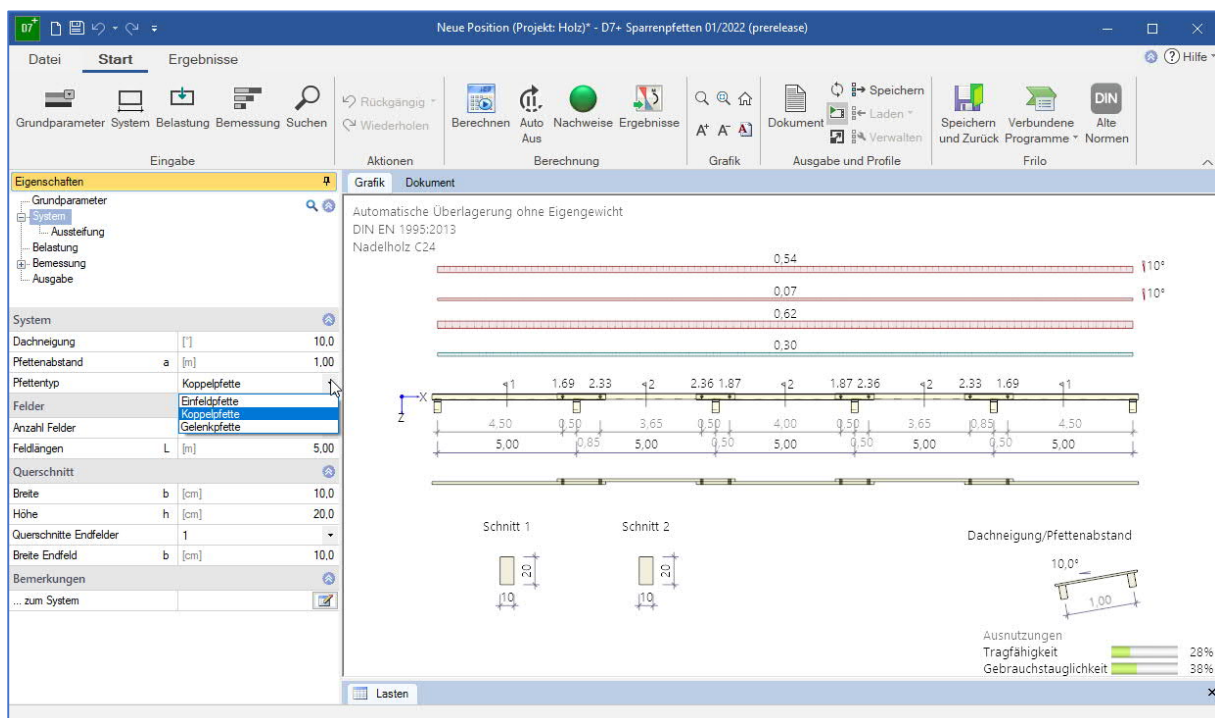 D7+
Neue Position (Projekt: Holz)* - D7+ Sparrenpfetten 01/2022 (prerelease)
Datei Start Ergebnisse
Hilfe
Grundparameter System Belastung Bemessung Suchen
Eingabe
Rückgängig
Wiederholen
Aktionen
Berechnen Auto Aus Nachweise Ergebnisse
Berechnung
A+ A- A
Grafik
Dokument
Speichern
Laden
Verwalten
Ausgabe und Profile
Speichern und Zurück
Verbundene Programme
DIN
Alte Normen
Frilo
Eigenschaften
Grundparameter
System
Aussteifung
Belastung
Bemessung
Ausgabe
System
Dachneigung [°] 10,0
Pfettenabstand a [m] 1,00
Pfettentyp Koppelpfette
Einfeldpfette
Koppelpfette
Gelenkpfette
Felder
Anzahl Felder
Feldlängen L [m] 5,00
Querschnitt
Breite b [cm] 10,0
Höhe h [cm] 20,0
Querschnitte Endfelder 1
Breite Endfeld b [cm] 10,0
Bemerkungen
... zum System
Grafik Dokument
Automatische Überlagerung ohne Eigengewicht
DIN EN 1995:2013
Nadelholz C24
0,54
10°
0,07
10°
0,62
0,30
1 1.69 2.33 2 2.36 1.87 2 1.87 2.36 2 2.33 1.69 1
X
Z
4,50 0,50 3,65 0,50 4,00 0,50 3,65 0,85 4,50
5,00 0,85 5,00 0,50 5,00 0,50 5,00 0,50 5,00
Schnitt 1 Schnitt 2
20 20
10 10
Dachneigung/Pfettenabstand
10,0°
1,00
Ausnutzungen
Tragfähigkeit 28%
Gebrauchstauglichkeit 38%
Lasten